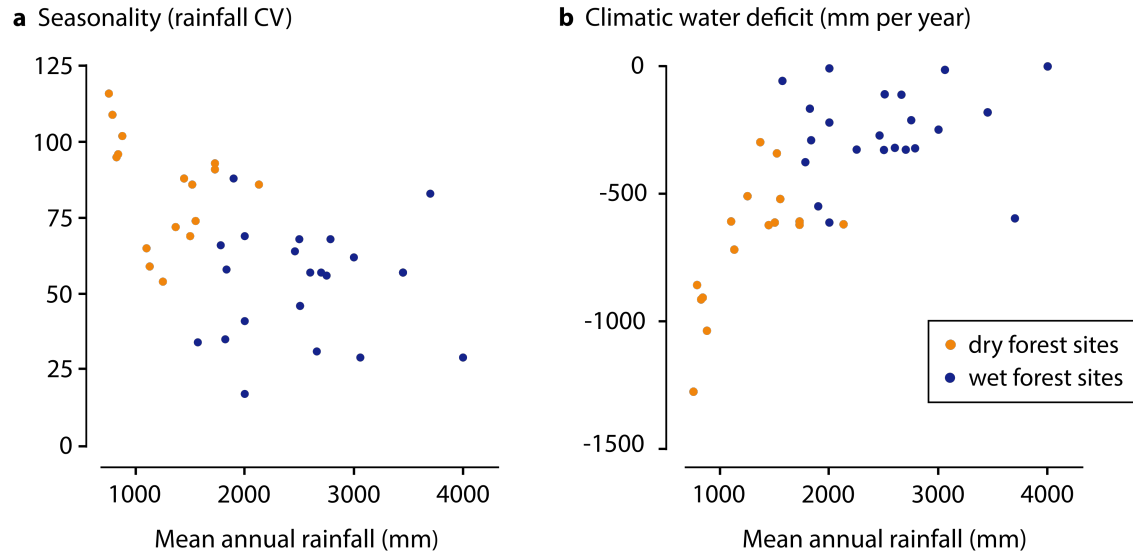 a Seasonality (rainfall CV)
125
100
75
50
25
0
1000 2000 3000 4000
Mean annual rainfall (mm)
b Climatic water deficit (mm per year)
0
-500
-1000
-1500
dry forest sites
wet forest sites
1000 2000 3000 4000
Mean annual rainfall (mm)